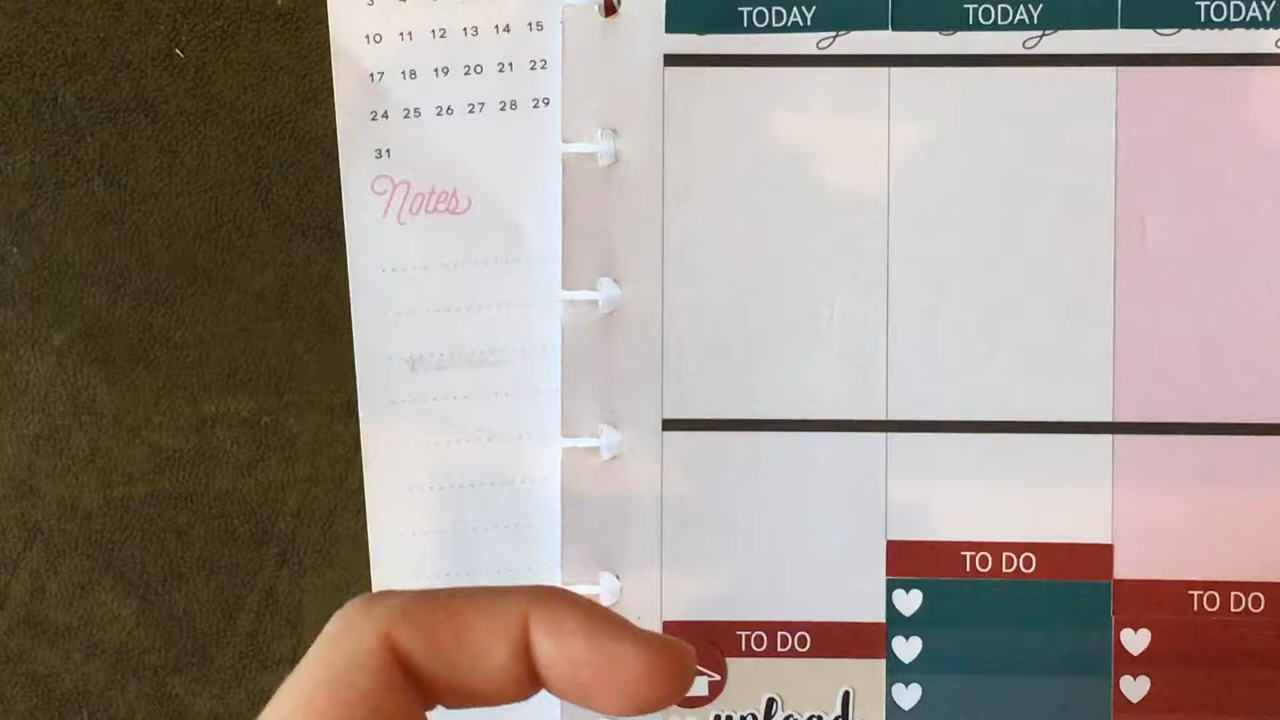 TODAY
TODAY
TODAY
10 11 12 13 14 15
17 18 19 20 21 22
24 25 26 27 28 29
31
Notes
TO DO
TO DO
TO DO
upload